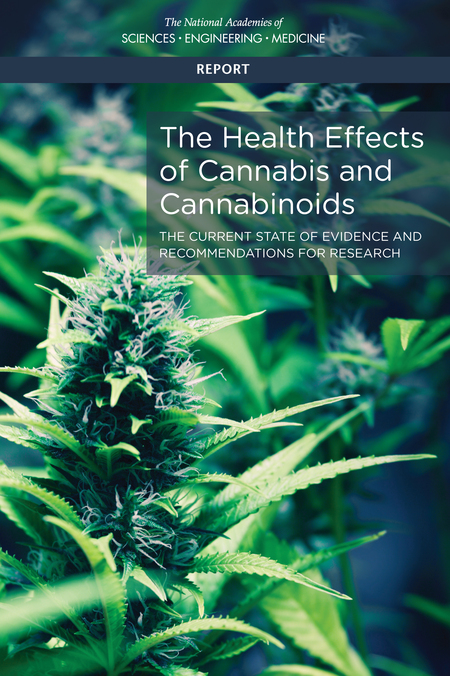 The National Academies of
SCIENCES • ENGINEERING • MEDICINE
REPORT
The Health Effects
of Cannabis and
Cannabinoids
THE CURRENT STATE OF EVIDENCE AND
RECOMMENDATIONS FOR RESEARCH